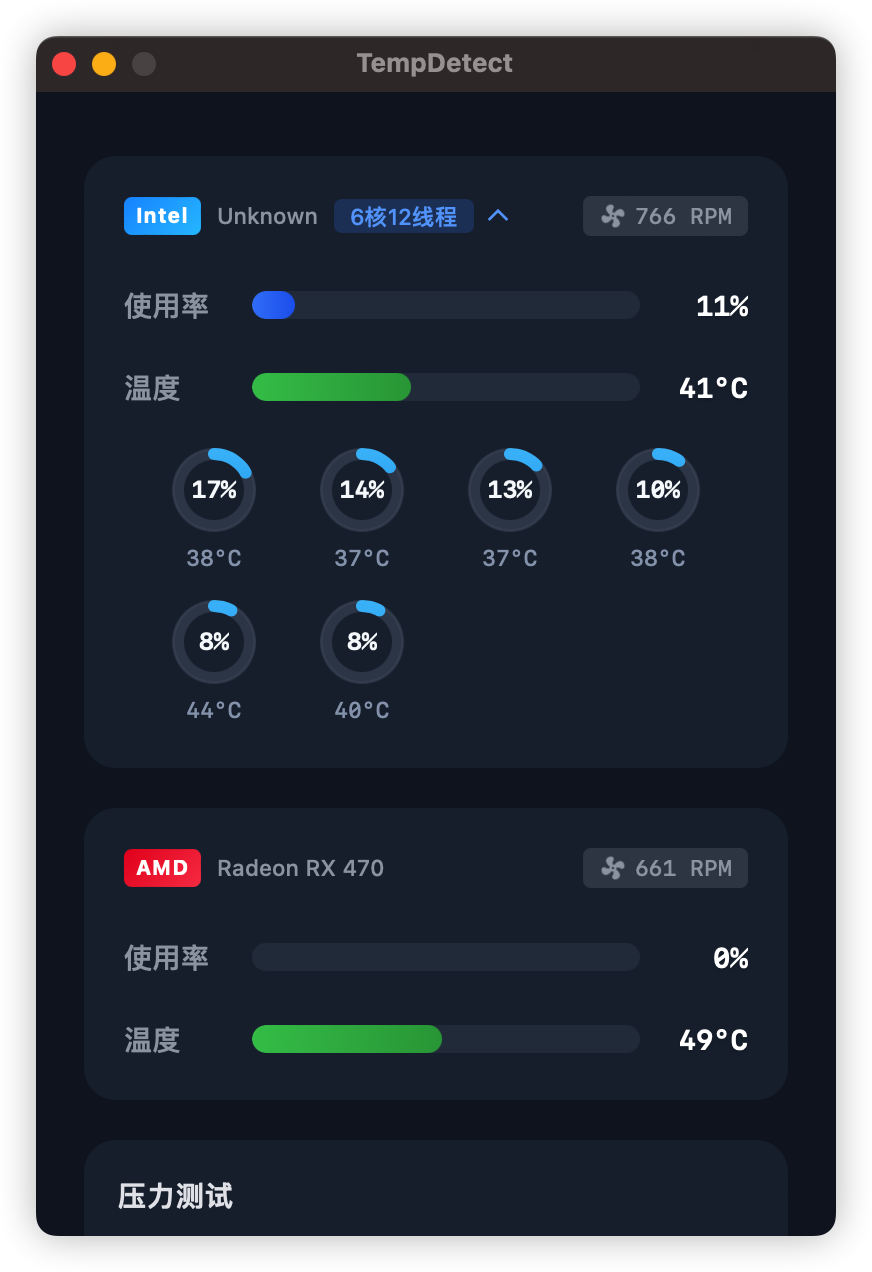 TempDetect
Intel Unknown 6核12线程 766 RPM
使用率 11%
温度 41°C
17% 14% 13% 10%
38°C 37°C 37°C 38°C
8% 8%
44°C 40°C
AMD Radeon RX 470 661 RPM
使用率 0%
温度 49°C
压力测试